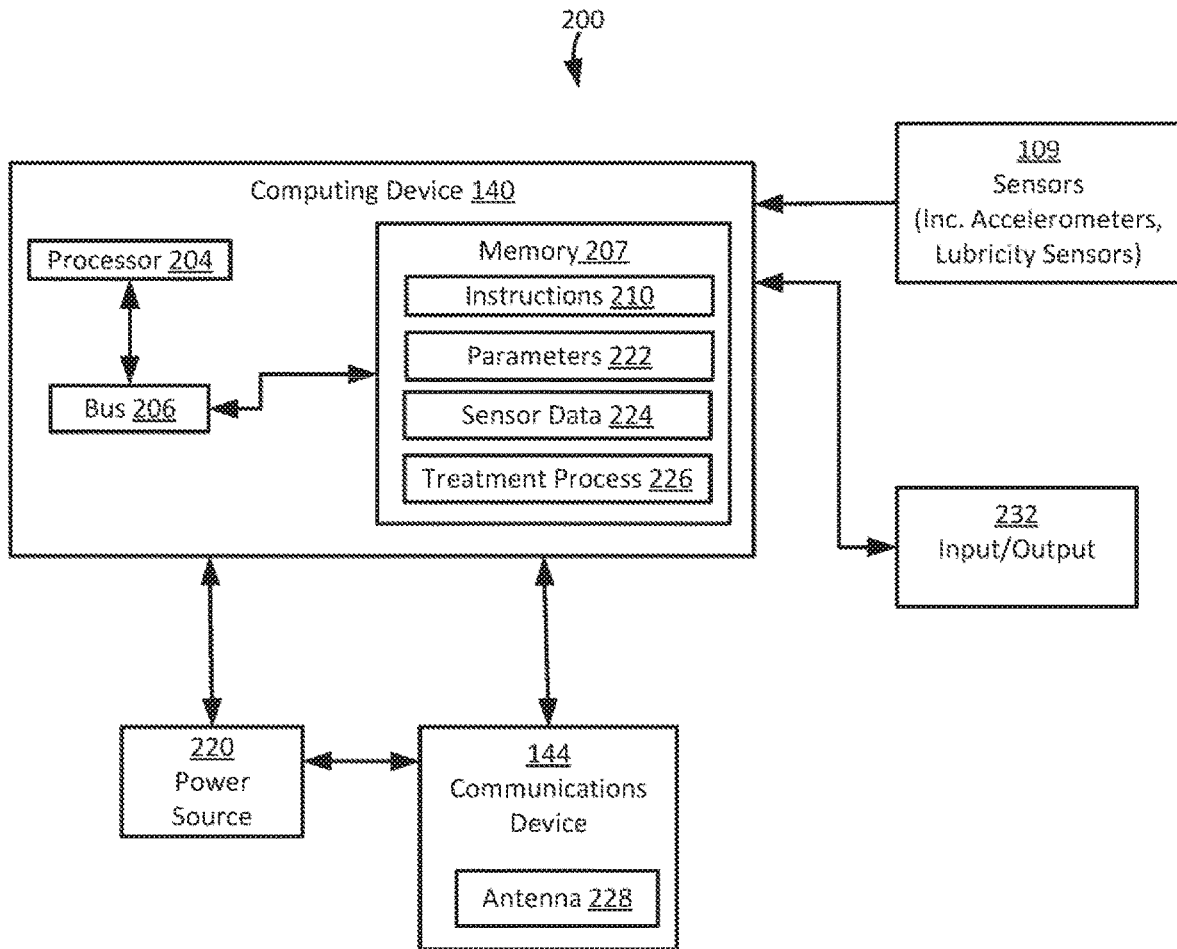 200
109
Sensors
(Inc. Accelerometers,
Lubricity Sensors)
Computing Device 140
Processor 204
Bus 206
Memory 207
Instructions 210
Parameters 222
Sensor Data 224
Treatment Process 226
232
Input/Output
220
Power
Source
144
Communications
Device
Antenna 228